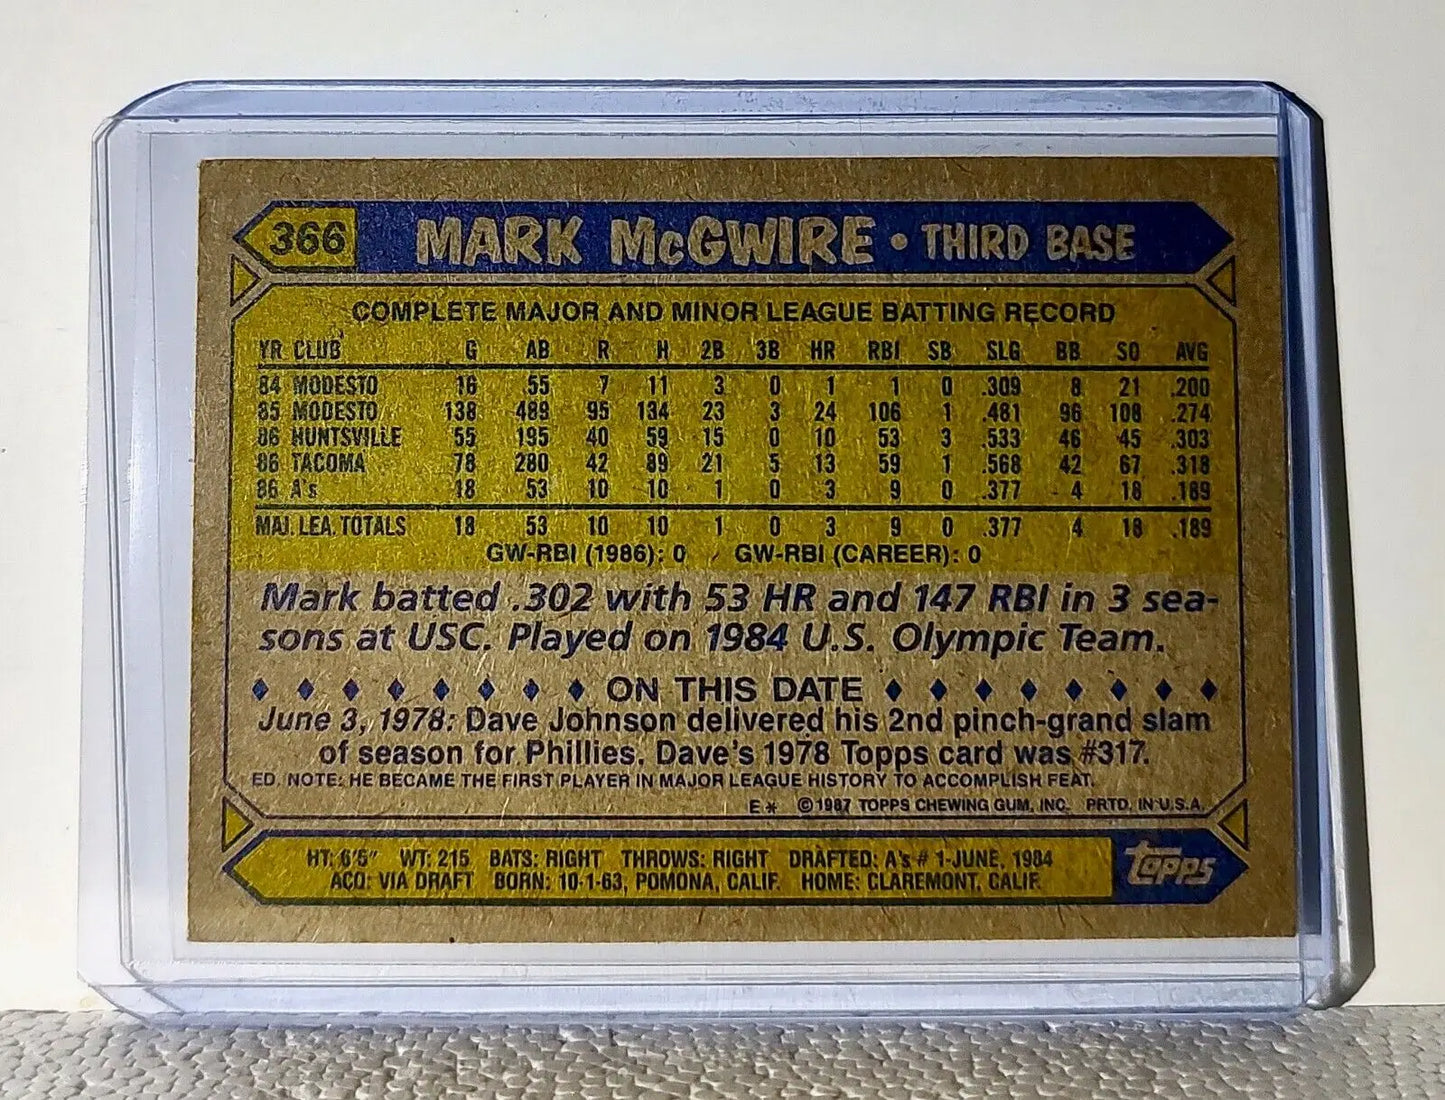 366 MARK McGWIRE • THIRD BASE
COMPLETE MAJOR AND MINOR LEAGUE BATTING RECORD
YR CLUB G AB R H 2B 3B HR RBI SB SLG BB SO AVG
84 MODESTO 16 55 7 11 3 0 1 1 0 .309 8 21 .200
85 MODESTO 138 489 95 134 23 3 24 106 1 .481 96 108 .274
86 HUNTSVILLE 55 195 40 59 15 0 10 53 3 .533 46 45 .303
86 TACOMA 78 280 42 89 21 5 13 59 1 .568 42 67 .318
86 A's 18 53 10 10 1 0 3 9 0 .377 4 18 .189
MAJ. LEA. TOTALS 18 53 10 10 1 0 3 9 0 .377 4 18 .189
GW-RBI (1986): 0 GW-RBI (CAREER): 0
Mark batted .302 with 53 HR and 147 RBI in 3 sea-
sons at USC. Played on 1984 U.S. Olympic Team.
ON THIS DATE
June 3, 1978: Dave Johnson delivered his 2nd pinch-grand slam
of season for Phillies. Dave's 1978 Topps card was #317.
ED. NOTE: HE BECAME THE FIRST PLAYER IN MAJOR LEAGUE HISTORY TO ACCOMPLISH FEAT.
E* © 1987 TOPPS CHEWING GUM, INC. PRTD. IN U.S.A.
HT: 6'5" WT: 215 BATS: RIGHT THROWS: RIGHT DRAFTED: A's # 1-JUNE, 1984
ACQ: VIA DRAFT BORN: 10-1-63, POMONA, CALIF. HOME: CLAREMONT, CALIF.
topps